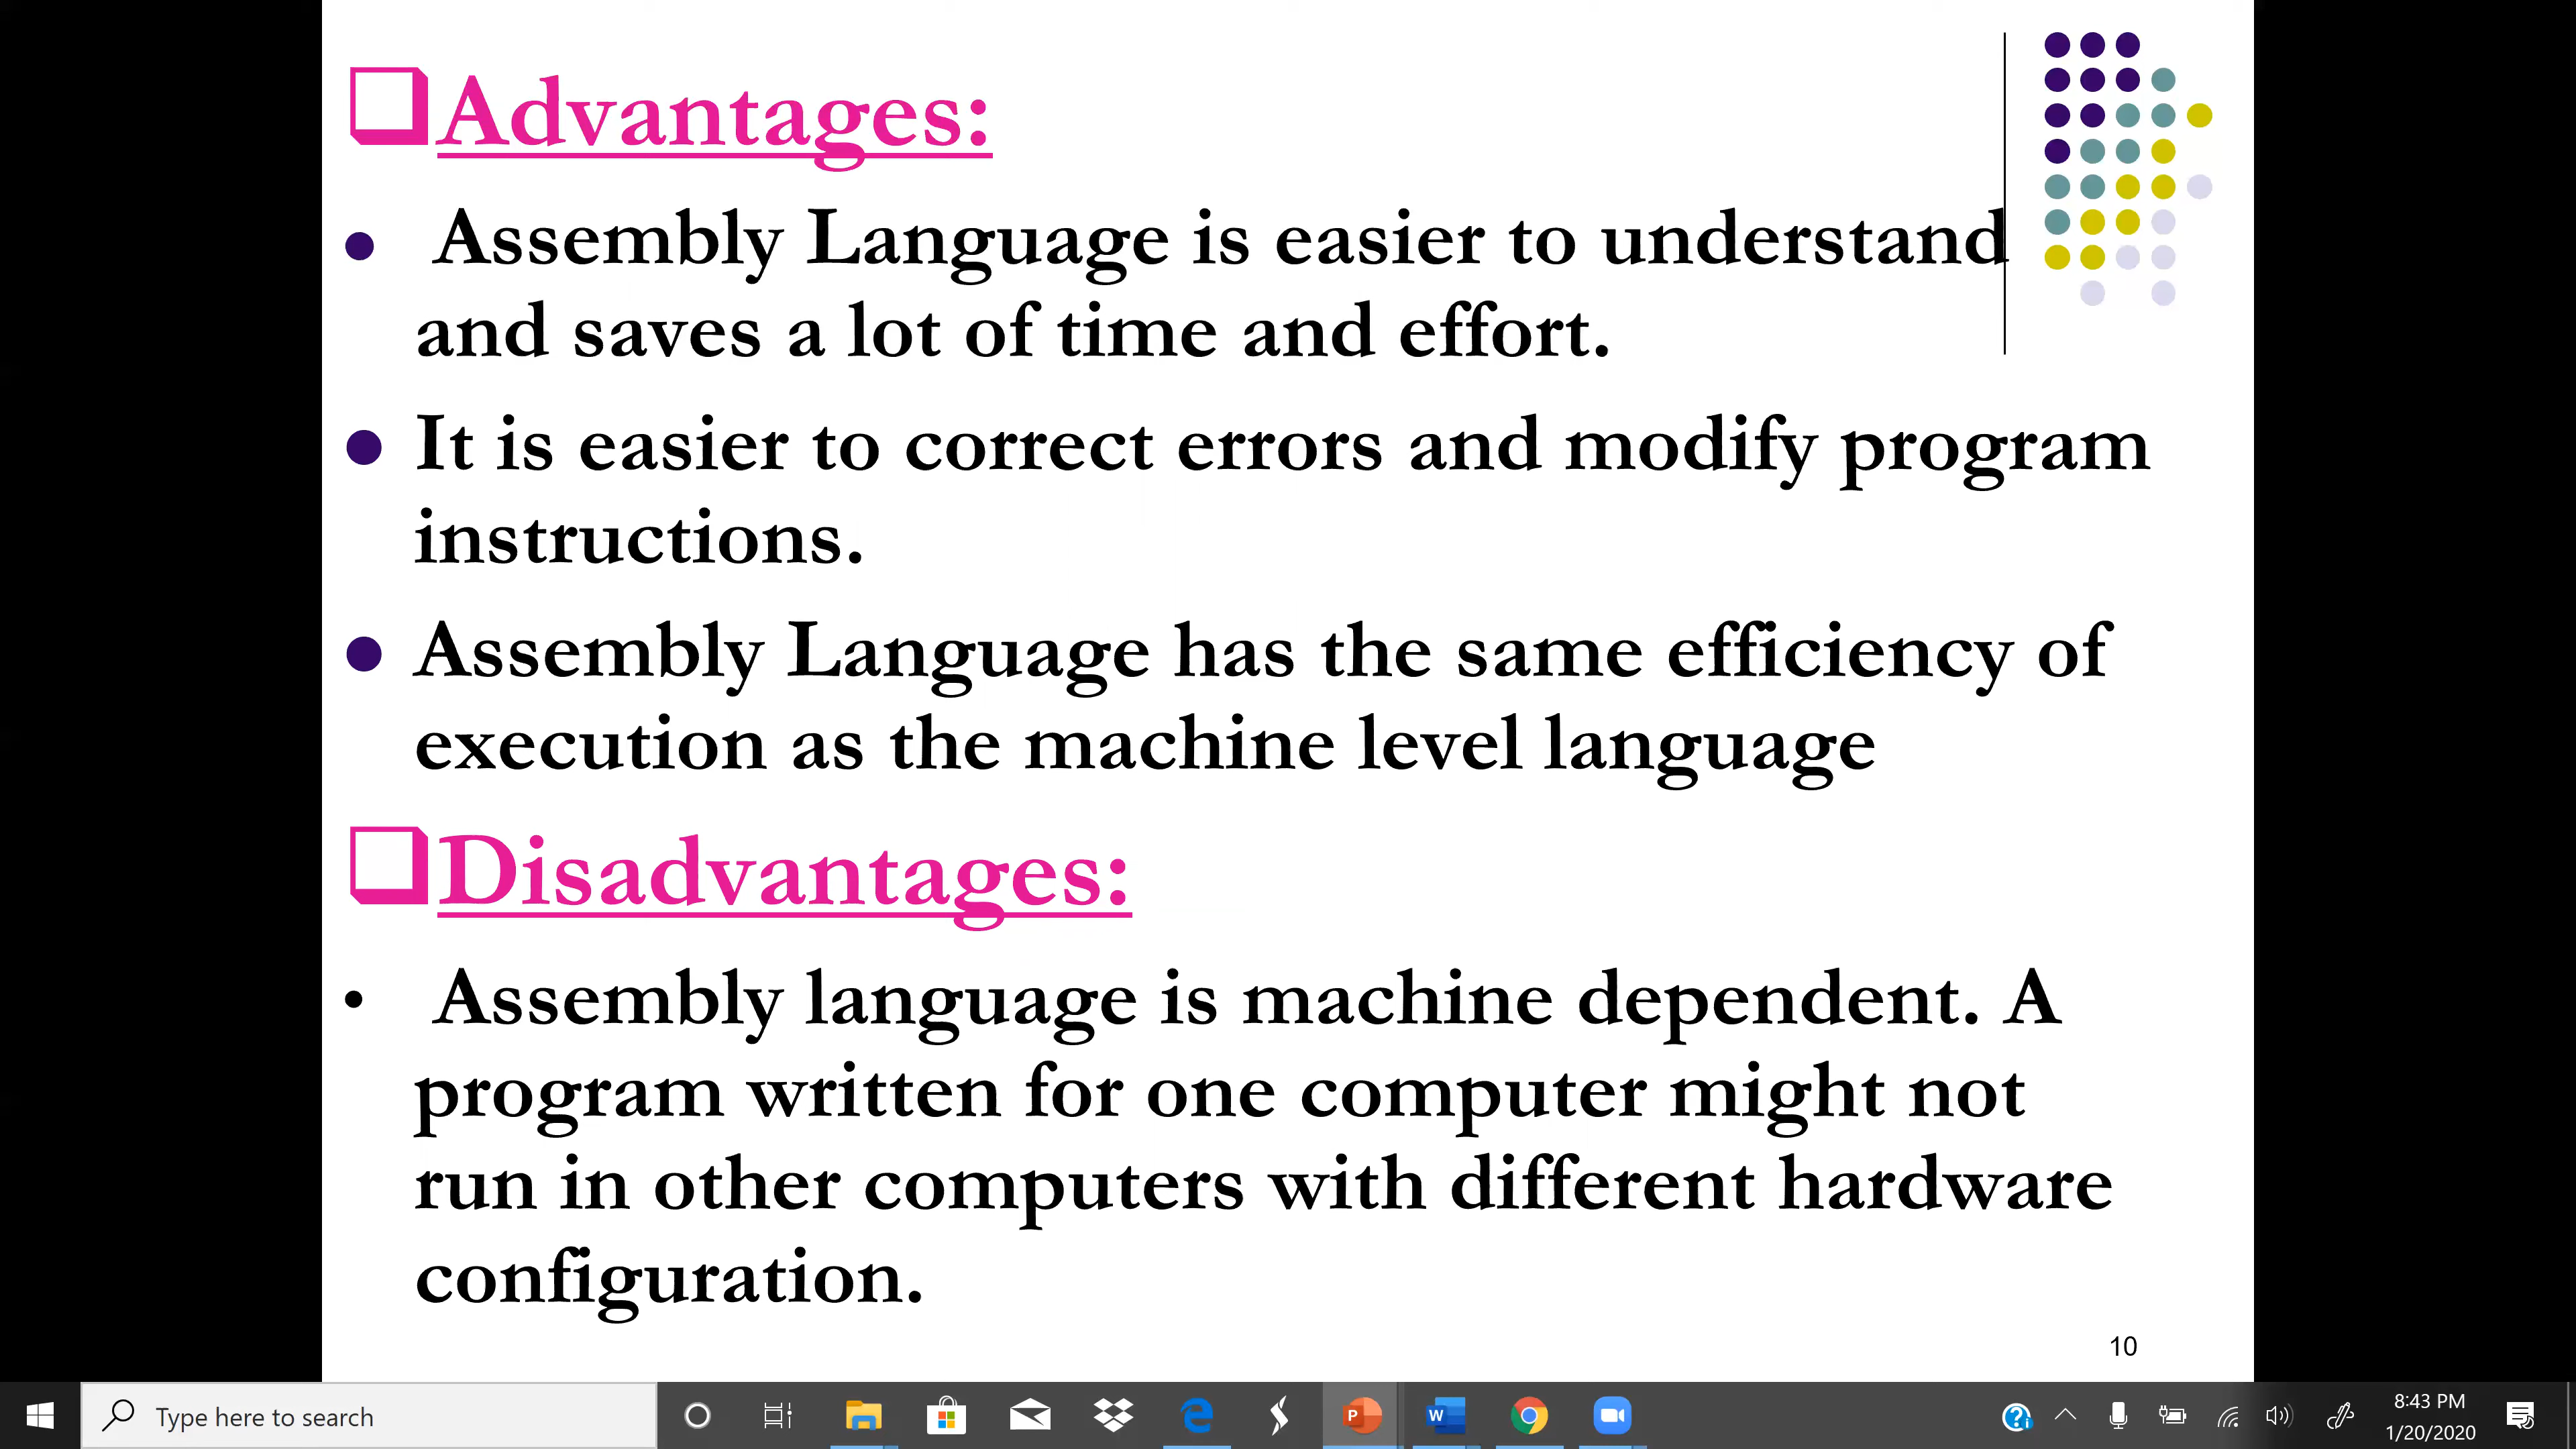 Advantages:
Assembly Language is easier to understand
and saves a lot of time and effort.
It is easier to correct errors and modify program
instructions.
Assembly Language has the same efficiency of
execution as the machine level language
Disadvantages:
Assembly language is machine dependent. A
program written for one computer might not
run in other computers with different hardware
configuration.
10
Type here to search
8:43 PM
1/20/2020